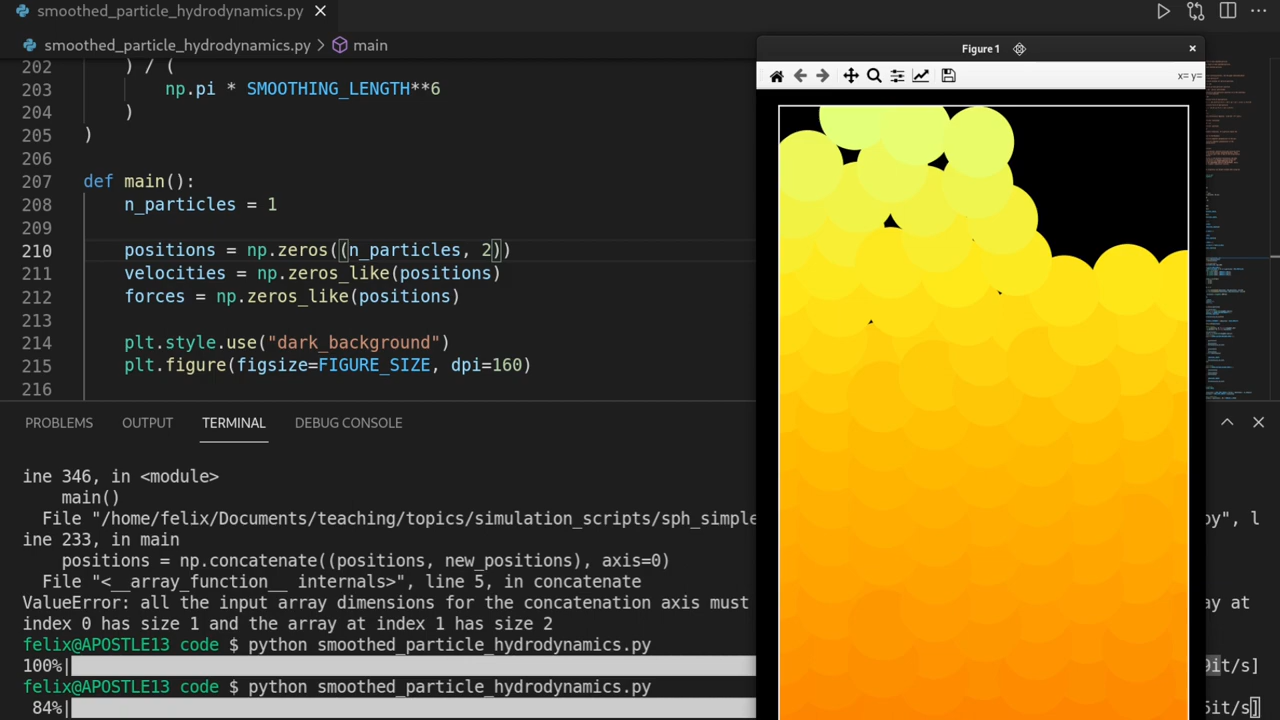 smoothed_particle_hydrodynamics.py
smoothed_particle_hydrodynamics.py > main
Figure 1
x= y=
202 ) / (
203 np.pi * SMOOTHING_LENGTH**6
204 )
205 )
206
207 def main():
208 n_particles = 1
209
210 positions = np.zeros((n_particles, 2))
211 velocities = np.zeros_like(positions)
212 forces = np.zeros_like(positions)
213
214 plt.style.use("dark_background")
215 plt.figure(figsize=FIGURE_SIZE, dpi=100)
216
PROBLEMS OUTPUT TERMINAL DEBUG CONSOLE
ine 346, in <module>
main()
File "/home/felix/Documents/teaching/topics/simulation_scripts/sph_simple py", l
ine 233, in main
positions = np.concatenate((positions, new_positions), axis=0)
File "<__array_function__ internals>", line 5, in concatenate
ValueError: all the input array dimensions for the concatenation axis must ay at
index 0 has size 1 and the array at index 1 has size 2
felix@APOSTLE13 code $ python smoothed_particle_hydrodynamics.py
100%| it/s]
felix@APOSTLE13 code $ python smoothed_particle_hydrodynamics.py
84%| it/s]